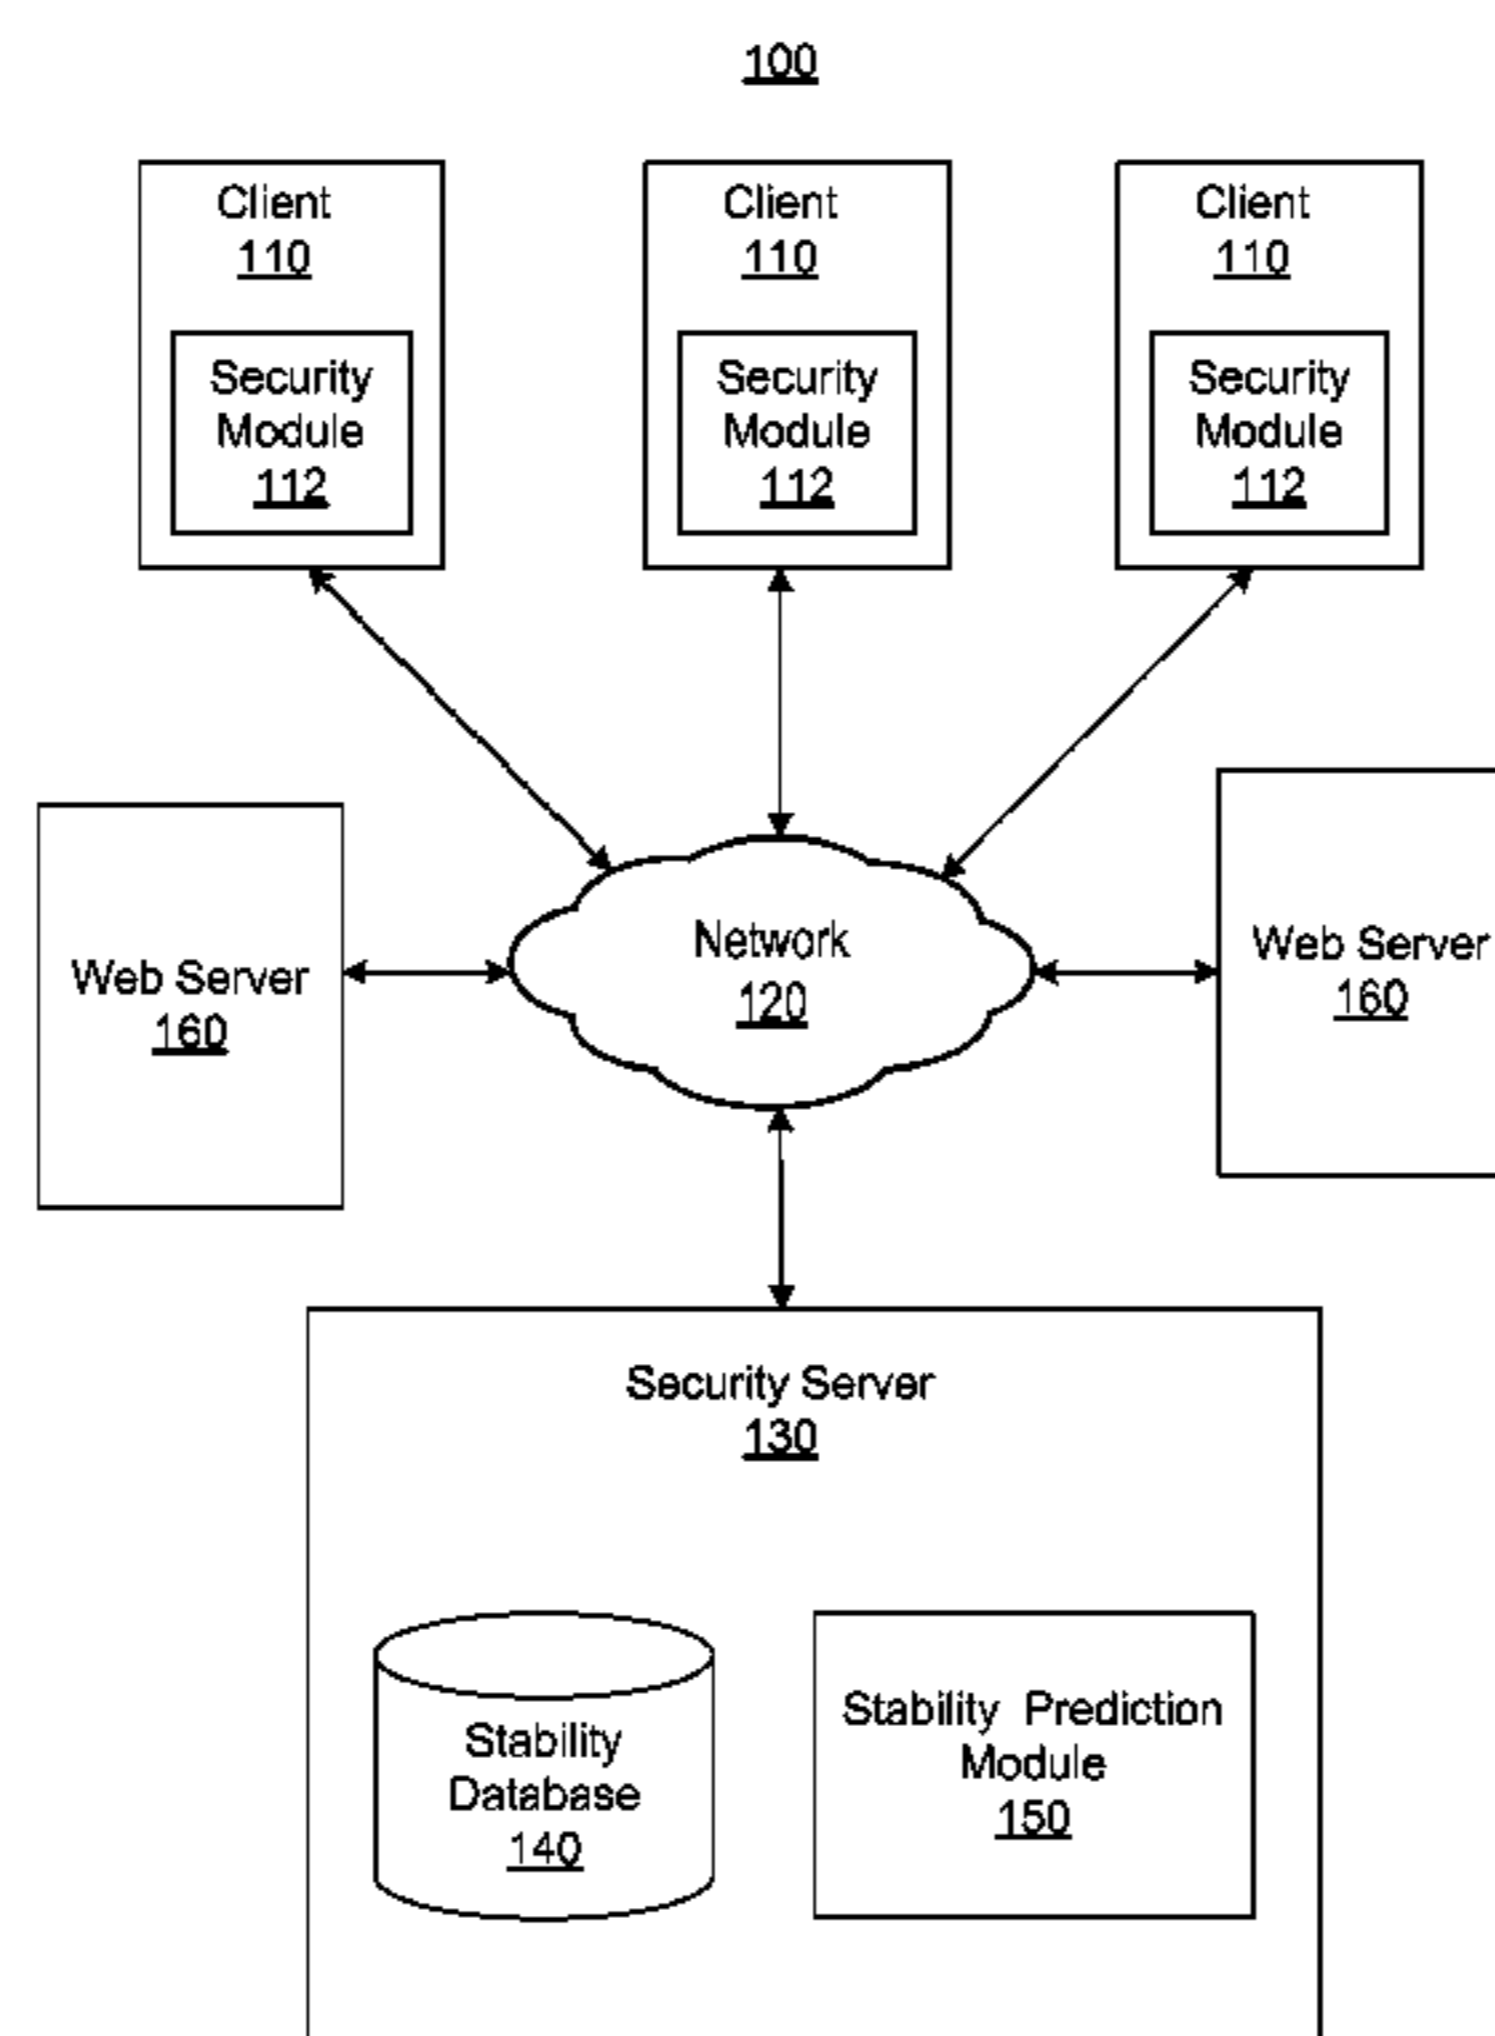 100
Client
110
Security
Module
112
Client
110
Security
Module
112
Client
110
Security
Module
112
Web Server
160
Network
120
Web Server
160
Security Server
130
Stability
Database
140
Stability Prediction
Module
150